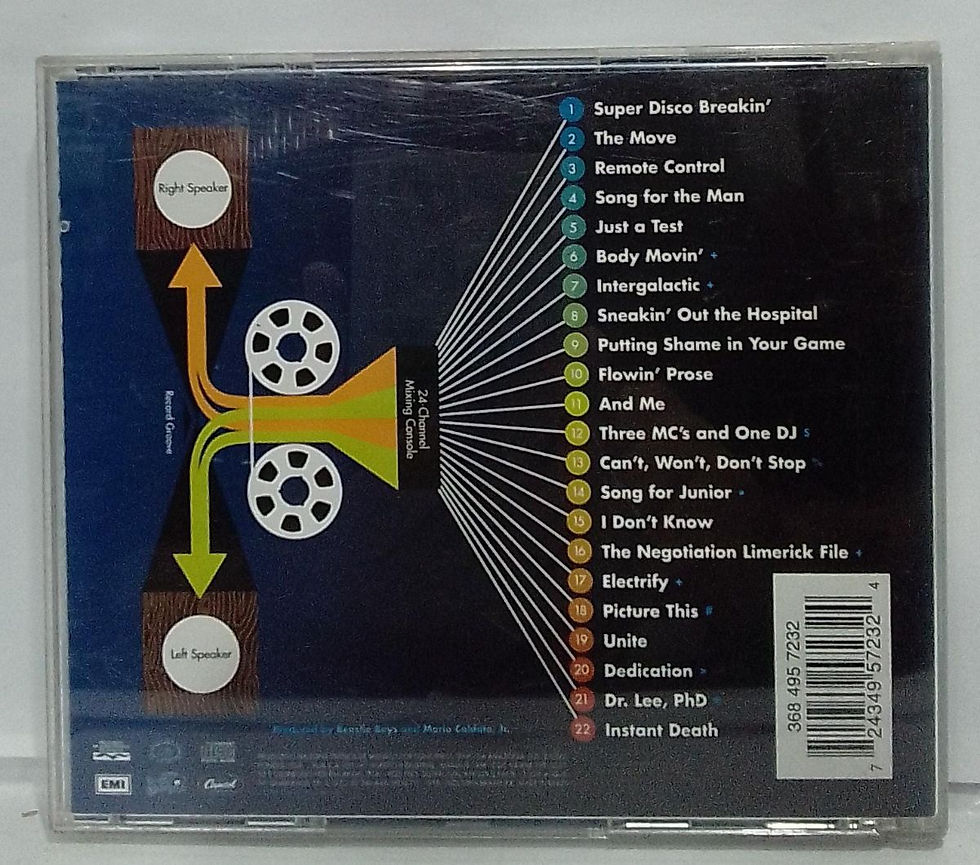 Right Speaker
Record Groove
Left Speaker
24-Channel
Mixing Console
1 Super Disco Breakin'
2 The Move
3 Remote Control
4 Song for the Man
5 Just a Test
6 Body Movin' +
7 Intergalactic +
8 Sneakin' Out the Hospital
9 Putting Shame in Your Game
10 Flowin' Prose
11 And Me
12 Three MC's and One DJ S
13 Can't, Won't, Don't Stop
14 Song for Junior
15 I Don't Know
16 The Negotiation Limerick File +
17 Electrify +
18 Picture This #
19 Unite
20 Dedication
21 Dr. Lee, PhD
22 Instant Death
Produced by Beastie Boys and Mario Caldato, Jr.
EMI
Capitol
368 495 7232
7 24349 57232 4